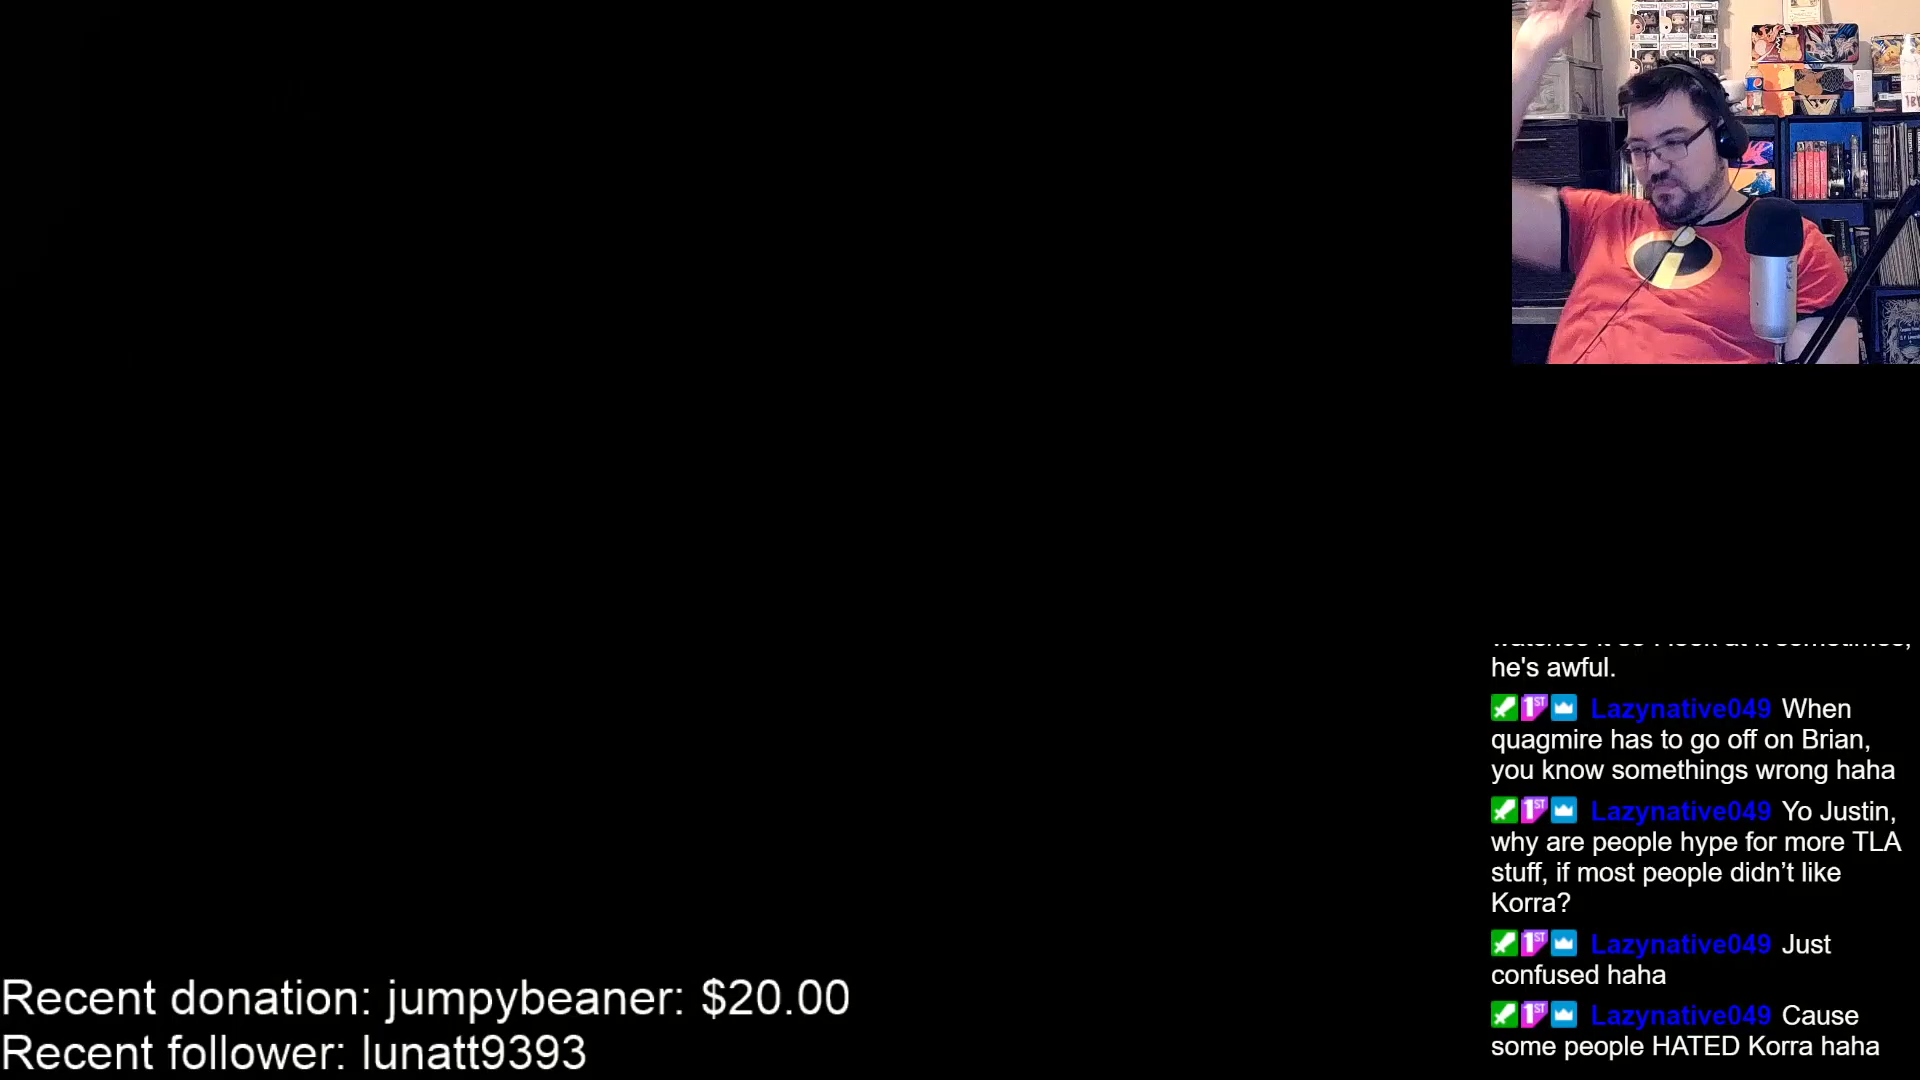 he's awful.
Lazynative049 When
quagmire has to go off on Brian,
you know somethings wrong haha
Lazynative049 Yo Justin,
why are people hype for more TLA
stuff, if most people didn’t like
Korra?
Lazynative049 Just
confused haha
Lazynative049 Cause
some people HATED Korra haha
Recent donation: jumpybeaner: $20.00
Recent follower: lunatt9393